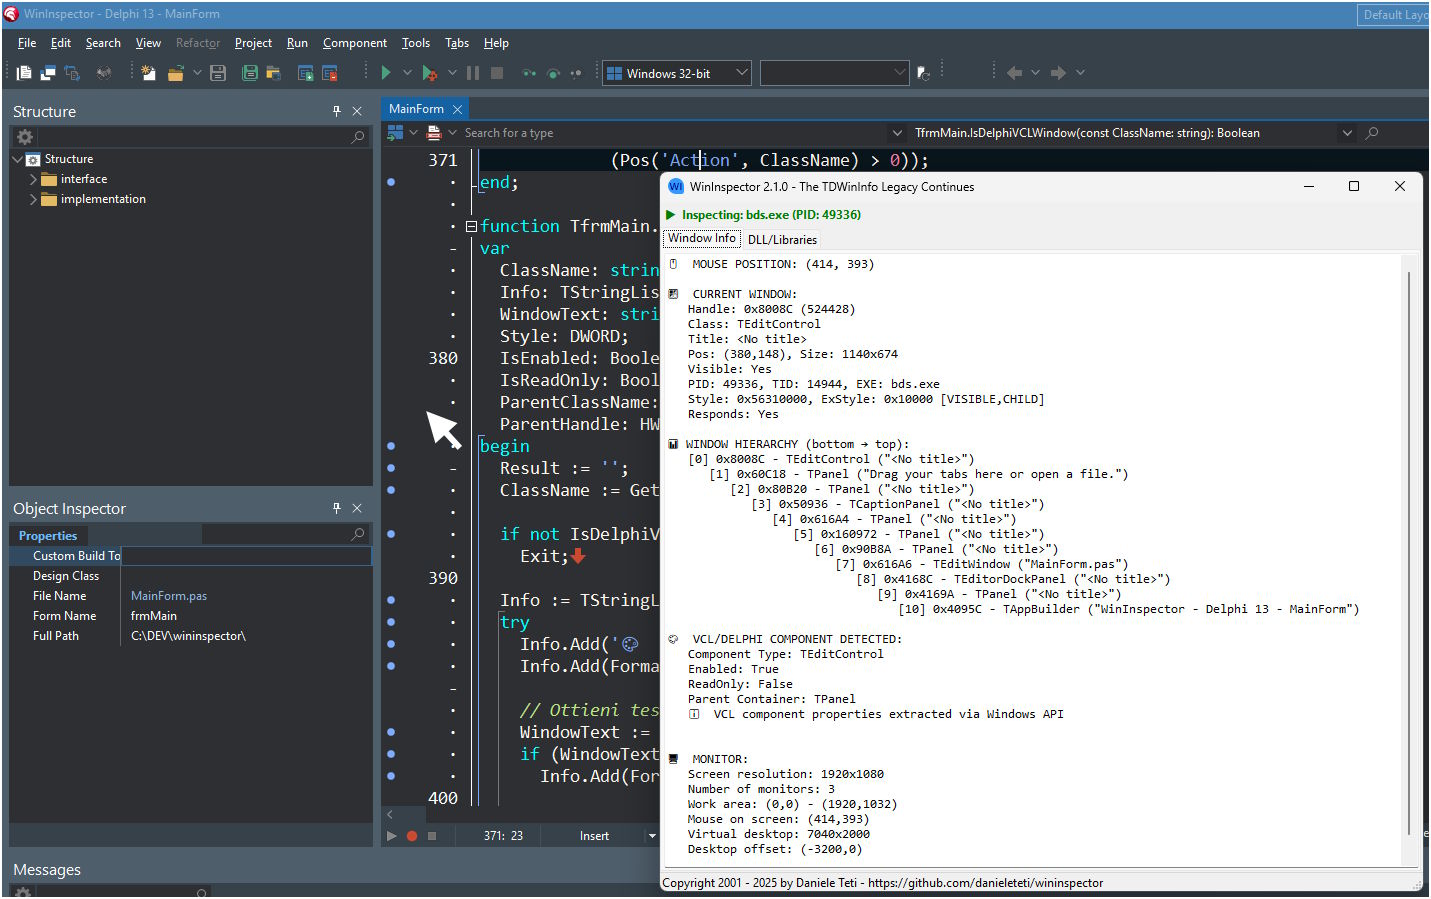 WinInspector - Delphi 13 - MainForm
Default Layo
File Edit Search View Refactor Project Run Component Tools Tabs Help
Windows 32-bit
Structure
Structure
interface
implementation
Object Inspector
Properties
Custom Build To
Design Class
File Name MainForm.pas
Form Name frmMain
Full Path C:\DEV\wininspector\
Messages
MainForm
Search for a type
TfrmMain.IsDelphiVCLWindow(const ClassName: string): Boolean
371 (Pos('Action', ClassName) > 0));
end;
function TfrmMain.
var
ClassName: strin
Info: TStringLis
WindowText: stri
Style: DWORD;
380 IsEnabled: Boole
IsReadOnly: Bool
ParentClassName:
ParentHandle: HW
begin
Result := '';
ClassName := Get
if not IsDelphiV
Exit;
390
Info := TStringL
try
Info.Add('
Info.Add(Forma
// Ottieni tes
WindowText :=
if (WindowText
Info.Add(For
400
371: 23 Insert
WinInspector 2.1.0 - The TDWinInfo Legacy Continues
Inspecting: bds.exe (PID: 49336)
Window Info DLL/Libraries
MOUSE POSITION: (414, 393)
CURRENT WINDOW:
Handle: 0x8008C (524428)
Class: TEditControl
Title: <No title>
Pos: (380,148), Size: 1140x674
Visible: Yes
PID: 49336, TID: 14944, EXE: bds.exe
Style: 0x56310000, ExStyle: 0x10000 [VISIBLE,CHILD]
Responds: Yes
WINDOW HIERARCHY (bottom → top):
[0] 0x8008C - TEditControl ("<No title>")
[1] 0x60C18 - TPanel ("Drag your tabs here or open a file.")
[2] 0x80B20 - TPanel ("<No title>")
[3] 0x50936 - TCaptionPanel ("<No title>")
[4] 0x616A4 - TPanel ("<No title>")
[5] 0x160972 - TPanel ("<No title>")
[6] 0x90B8A - TPanel ("<No title>")
[7] 0x616A6 - TEditWindow ("MainForm.pas")
[8] 0x4168C - TEditorDockPanel ("<No title>")
[9] 0x4169A - TPanel ("<No title>")
[10] 0x4095C - TAppBuilder ("WinInspector - Delphi 13 - MainForm")
VCL/DELPHI COMPONENT DETECTED:
Component Type: TEditControl
Enabled: True
ReadOnly: False
Parent Container: TPanel
VCL component properties extracted via Windows API
MONITOR:
Screen resolution: 1920x1080
Number of monitors: 3
Work area: (0,0) - (1920,1032)
Mouse on screen: (414,393)
Virtual desktop: 7040x2000
Desktop offset: (-3200,0)
Copyright 2001 - 2025 by Daniele Teti - https://github.com/danieleteti/wininspector